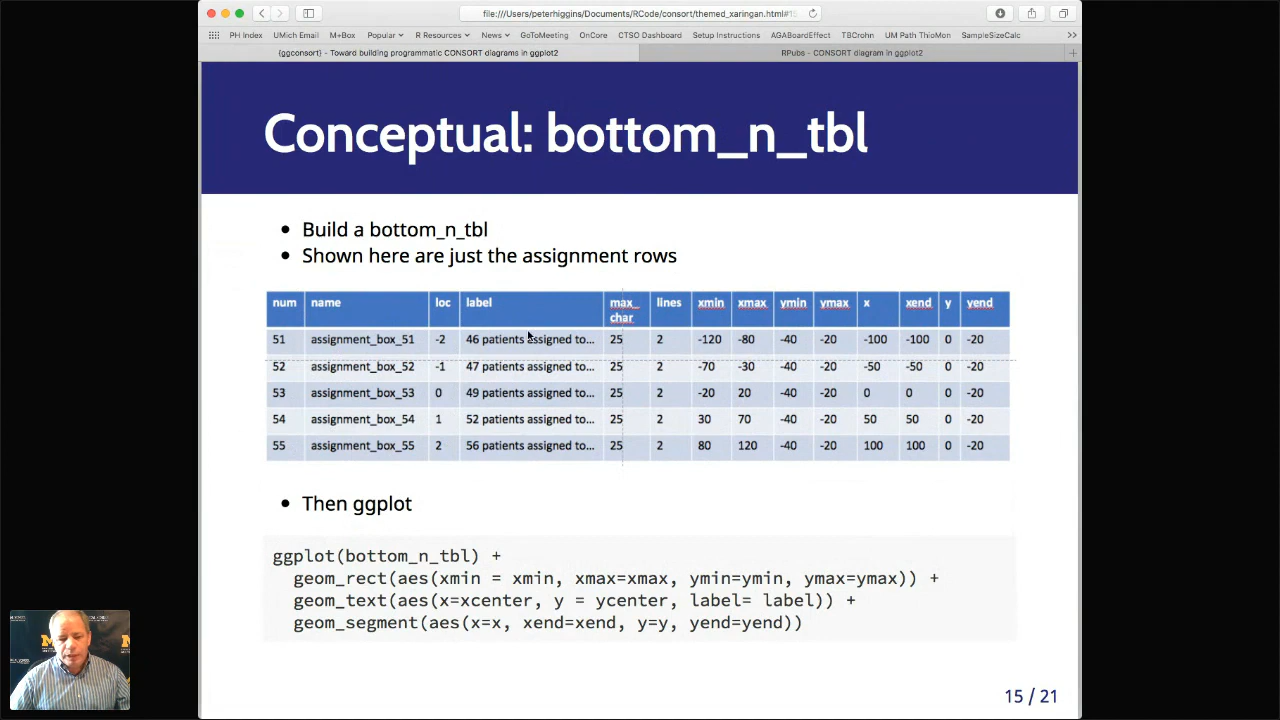 file:///Users/peterhiggins/Documents/RCode/consort/themed_xaringan.html#15
PH Index UMich Email M+Box Popular R Resources News GoToMeeting OnCore CTSO Dashboard Setup Instructions AGABoardEffect TBCrohn UM Path ThioMon SampleSizeCalc
{ggconsort} - Toward building programmatic CONSORT diagrams in ggplot2 RPubs - CONSORT diagram in ggplot2
Conceptual: bottom_n_tbl
• Build a bottom_n_tbl
• Shown here are just the assignment rows
num name loc label max_char lines xmin xmax ymin ymax x xend y yend
51 assignment_box_51 -2 46 patients assigned to... 25 2 -120 -80 -40 -20 -100 -100 0 -20
52 assignment_box_52 -1 47 patients assigned to... 25 2 -70 -30 -40 -20 -50 -50 0 -20
53 assignment_box_53 0 49 patients assigned to... 25 2 -20 20 -40 -20 0 0 0 -20
54 assignment_box_54 1 52 patients assigned to... 25 2 30 70 -40 -20 50 50 0 -20
55 assignment_box_55 2 56 patients assigned to... 25 2 80 120 -40 -20 100 100 0 -20
• Then ggplot
ggplot(bottom_n_tbl) +
geom_rect(aes(xmin = xmin, xmax=xmax, ymin=ymin, ymax=ymax)) +
geom_text(aes(x=xcenter, y = ycenter, label= label)) +
geom_segment(aes(x=x, xend=xend, y=y, yend=yend))
15 / 21